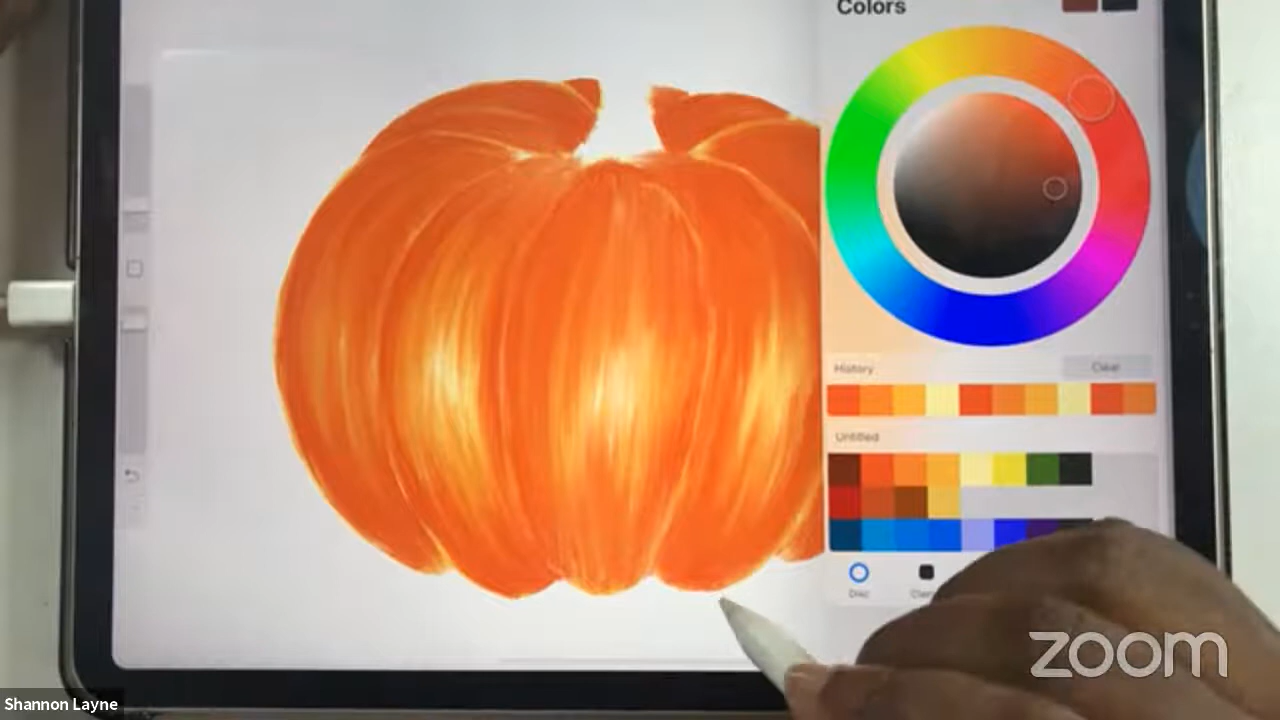 Colors
History
Clear
Untitled
Disc
zoom
Shannon Layne